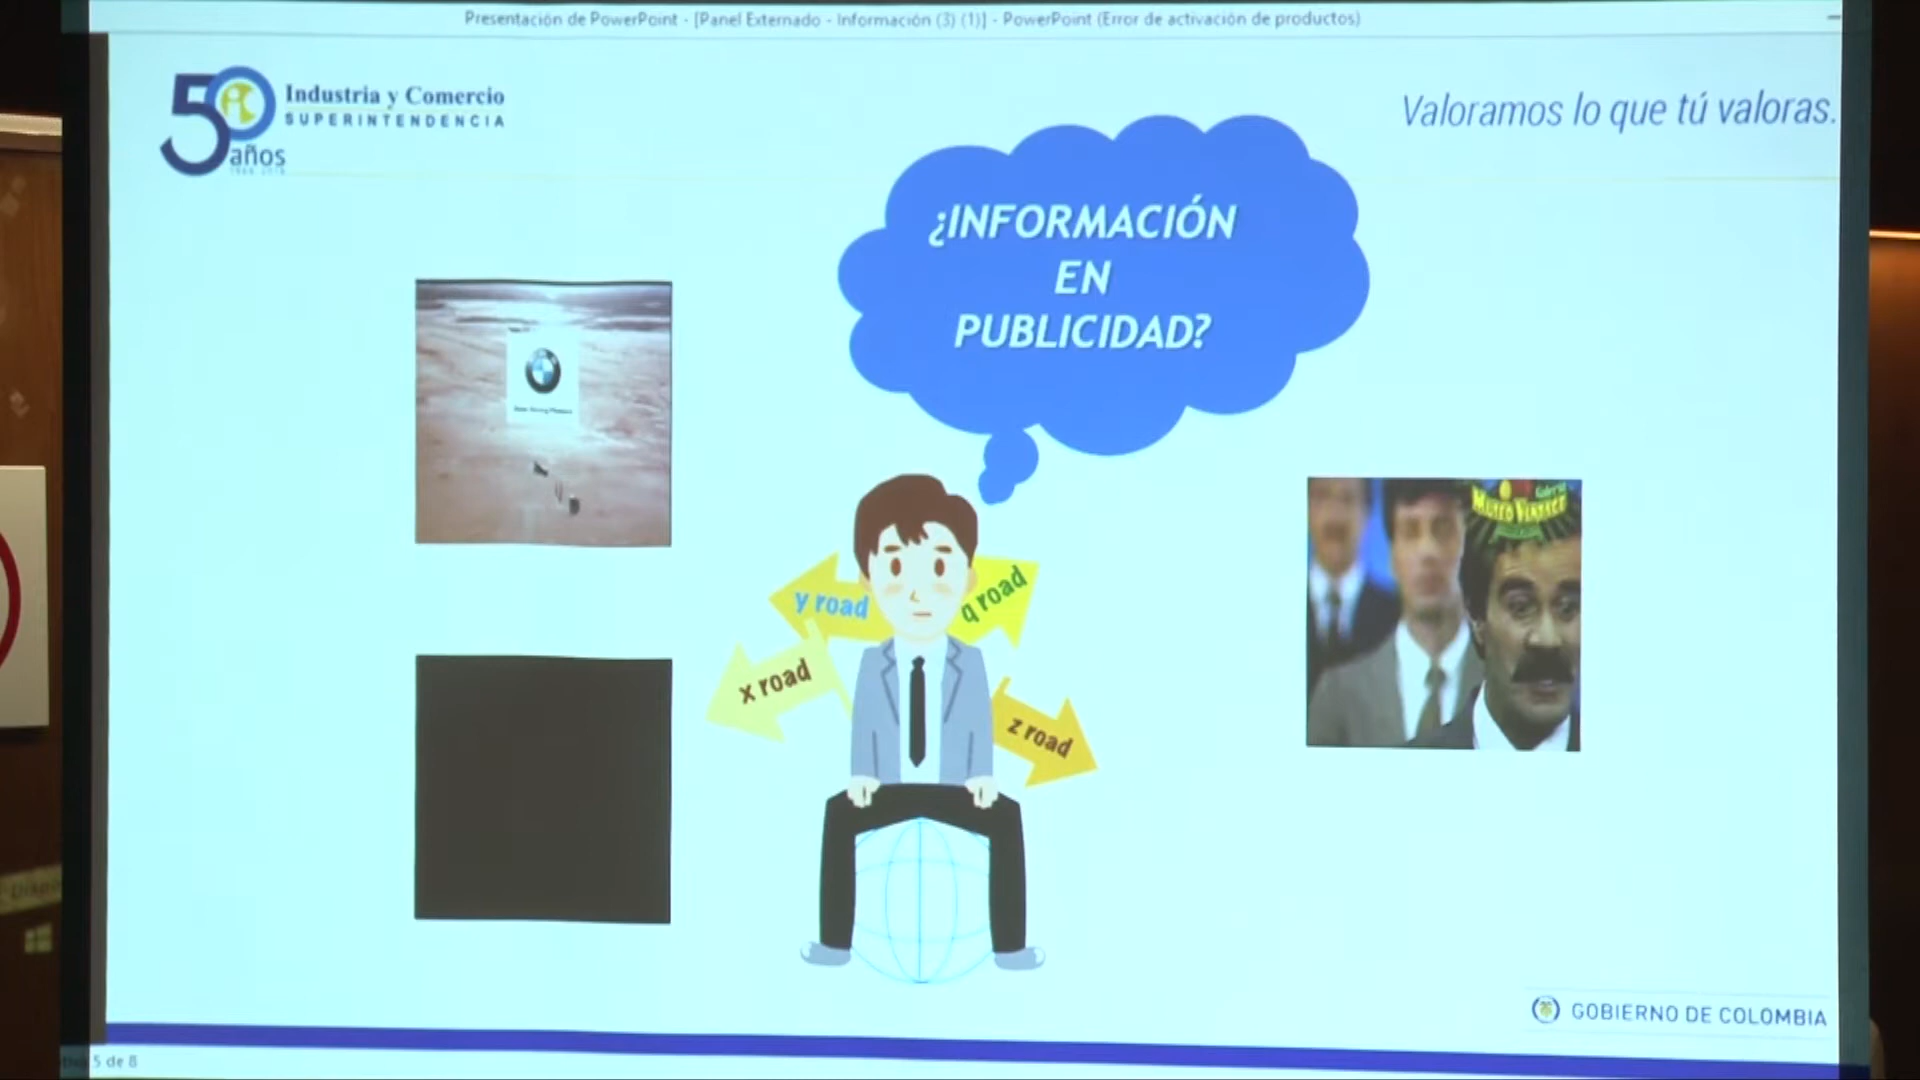 Presentación de PowerPoint - [Panel Externado - Información (3) (1)] - PowerPoint (Error de activación de productos)
50
años
Industria y Comercio
SUPERINTENDENCIA
Valoramos lo que tú valoras.
¿INFORMACIÓN
EN
PUBLICIDAD?
y road
q road
x road
z road
GOBIERNO DE COLOMBIA
5 de 8